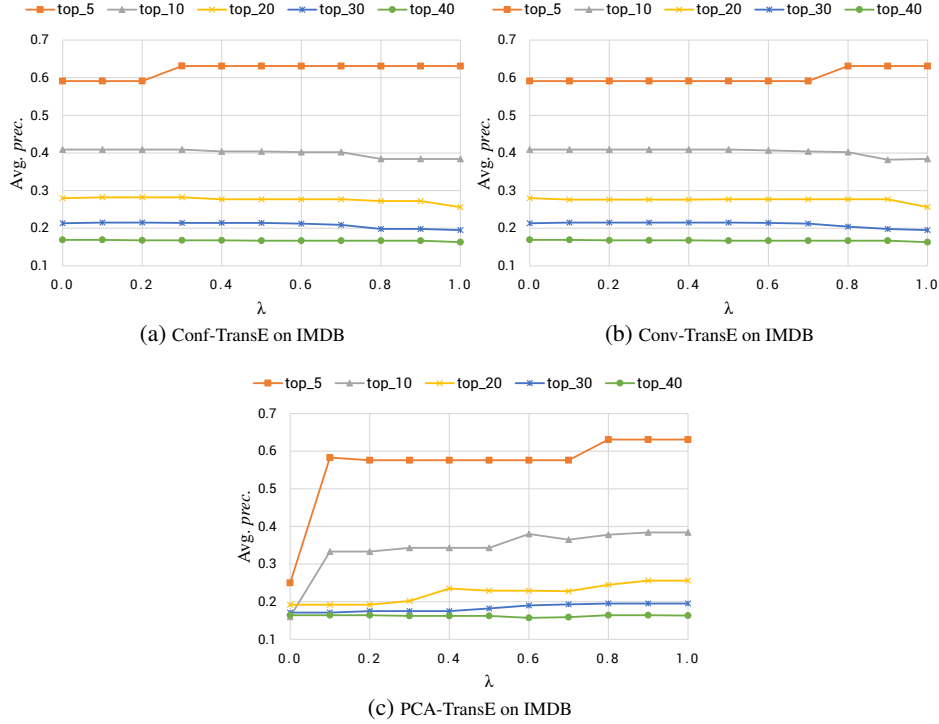 top_5 top_10 top_20 top_30 top_40
0.7
0.6
0.5
0.4
0.3
0.2
0.1
Avg. prec.
0.0 0.2 0.4 0.6 0.8 1.0
λ
(a) Conf-TransE on IMDB
top_5 top_10 top_20 top_30 top_40
0.7
0.6
0.5
0.4
0.3
0.2
0.1
Avg. prec.
0.0 0.2 0.4 0.6 0.8 1.0
λ
(b) Conv-TransE on IMDB
top_5 top_10 top_20 top_30 top_40
0.7
0.6
0.5
0.4
0.3
0.2
0.1
Avg. prec.
0.0 0.2 0.4 0.6 0.8 1.0
λ
(c) PCA-TransE on IMDB